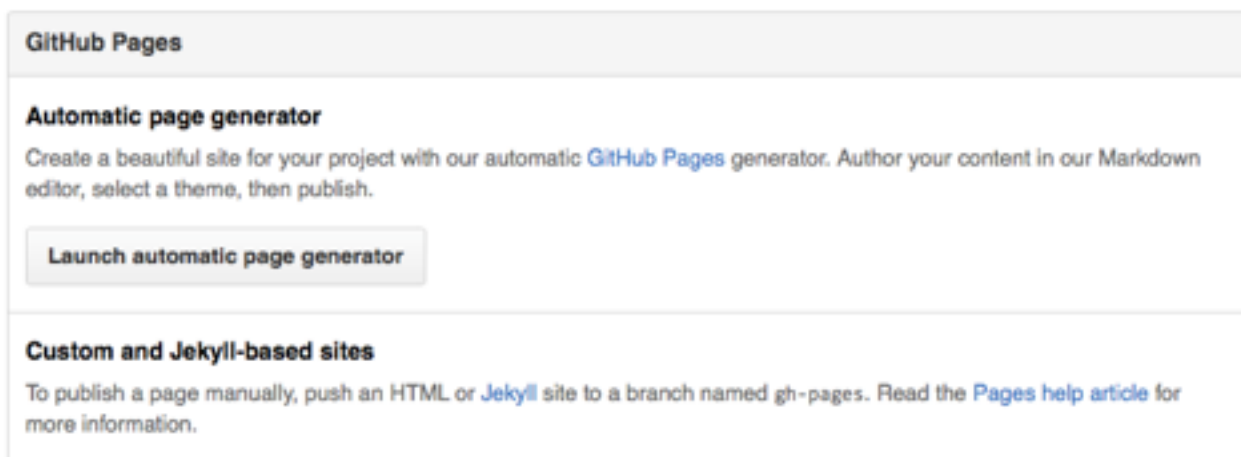 GitHub Pages
Automatic page generator
Create a beautiful site for your project with our automatic GitHub Pages generator. Author your content in our Markdown
editor, select a theme, then publish.
Launch automatic page generator
Custom and Jekyll-based sites
To publish a page manually, push an HTML or Jekyll site to a branch named gh-pages. Read the Pages help article for
more information.